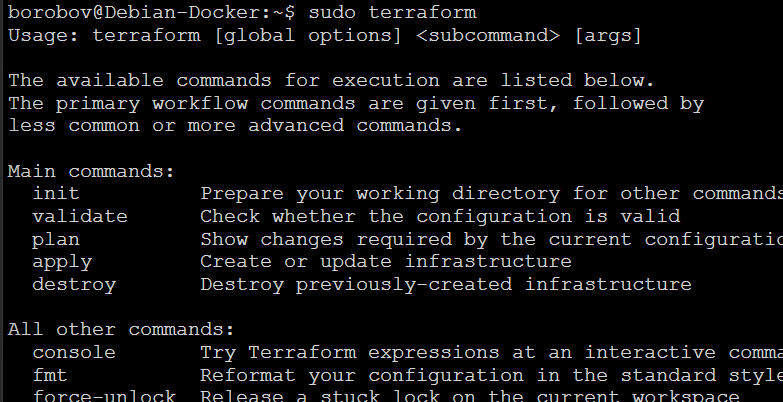 borobov@Debian-Docker:~$ sudo terraform
Usage: terraform [global options] <subcommand> [args]

The available commands for execution are listed below.
The primary workflow commands are given first, followed by
less common or more advanced commands.

Main commands:
  init          Prepare your working directory for other commands
  validate      Check whether the configuration is valid
  plan          Show changes required by the current configuratio
  apply         Create or update infrastructure
  destroy       Destroy previously-created infrastructure

All other commands:
  console       Try Terraform expressions at an interactive comma
  fmt           Reformat your configuration in the standard style
  force-unlock  Release a stuck lock on the current workspace